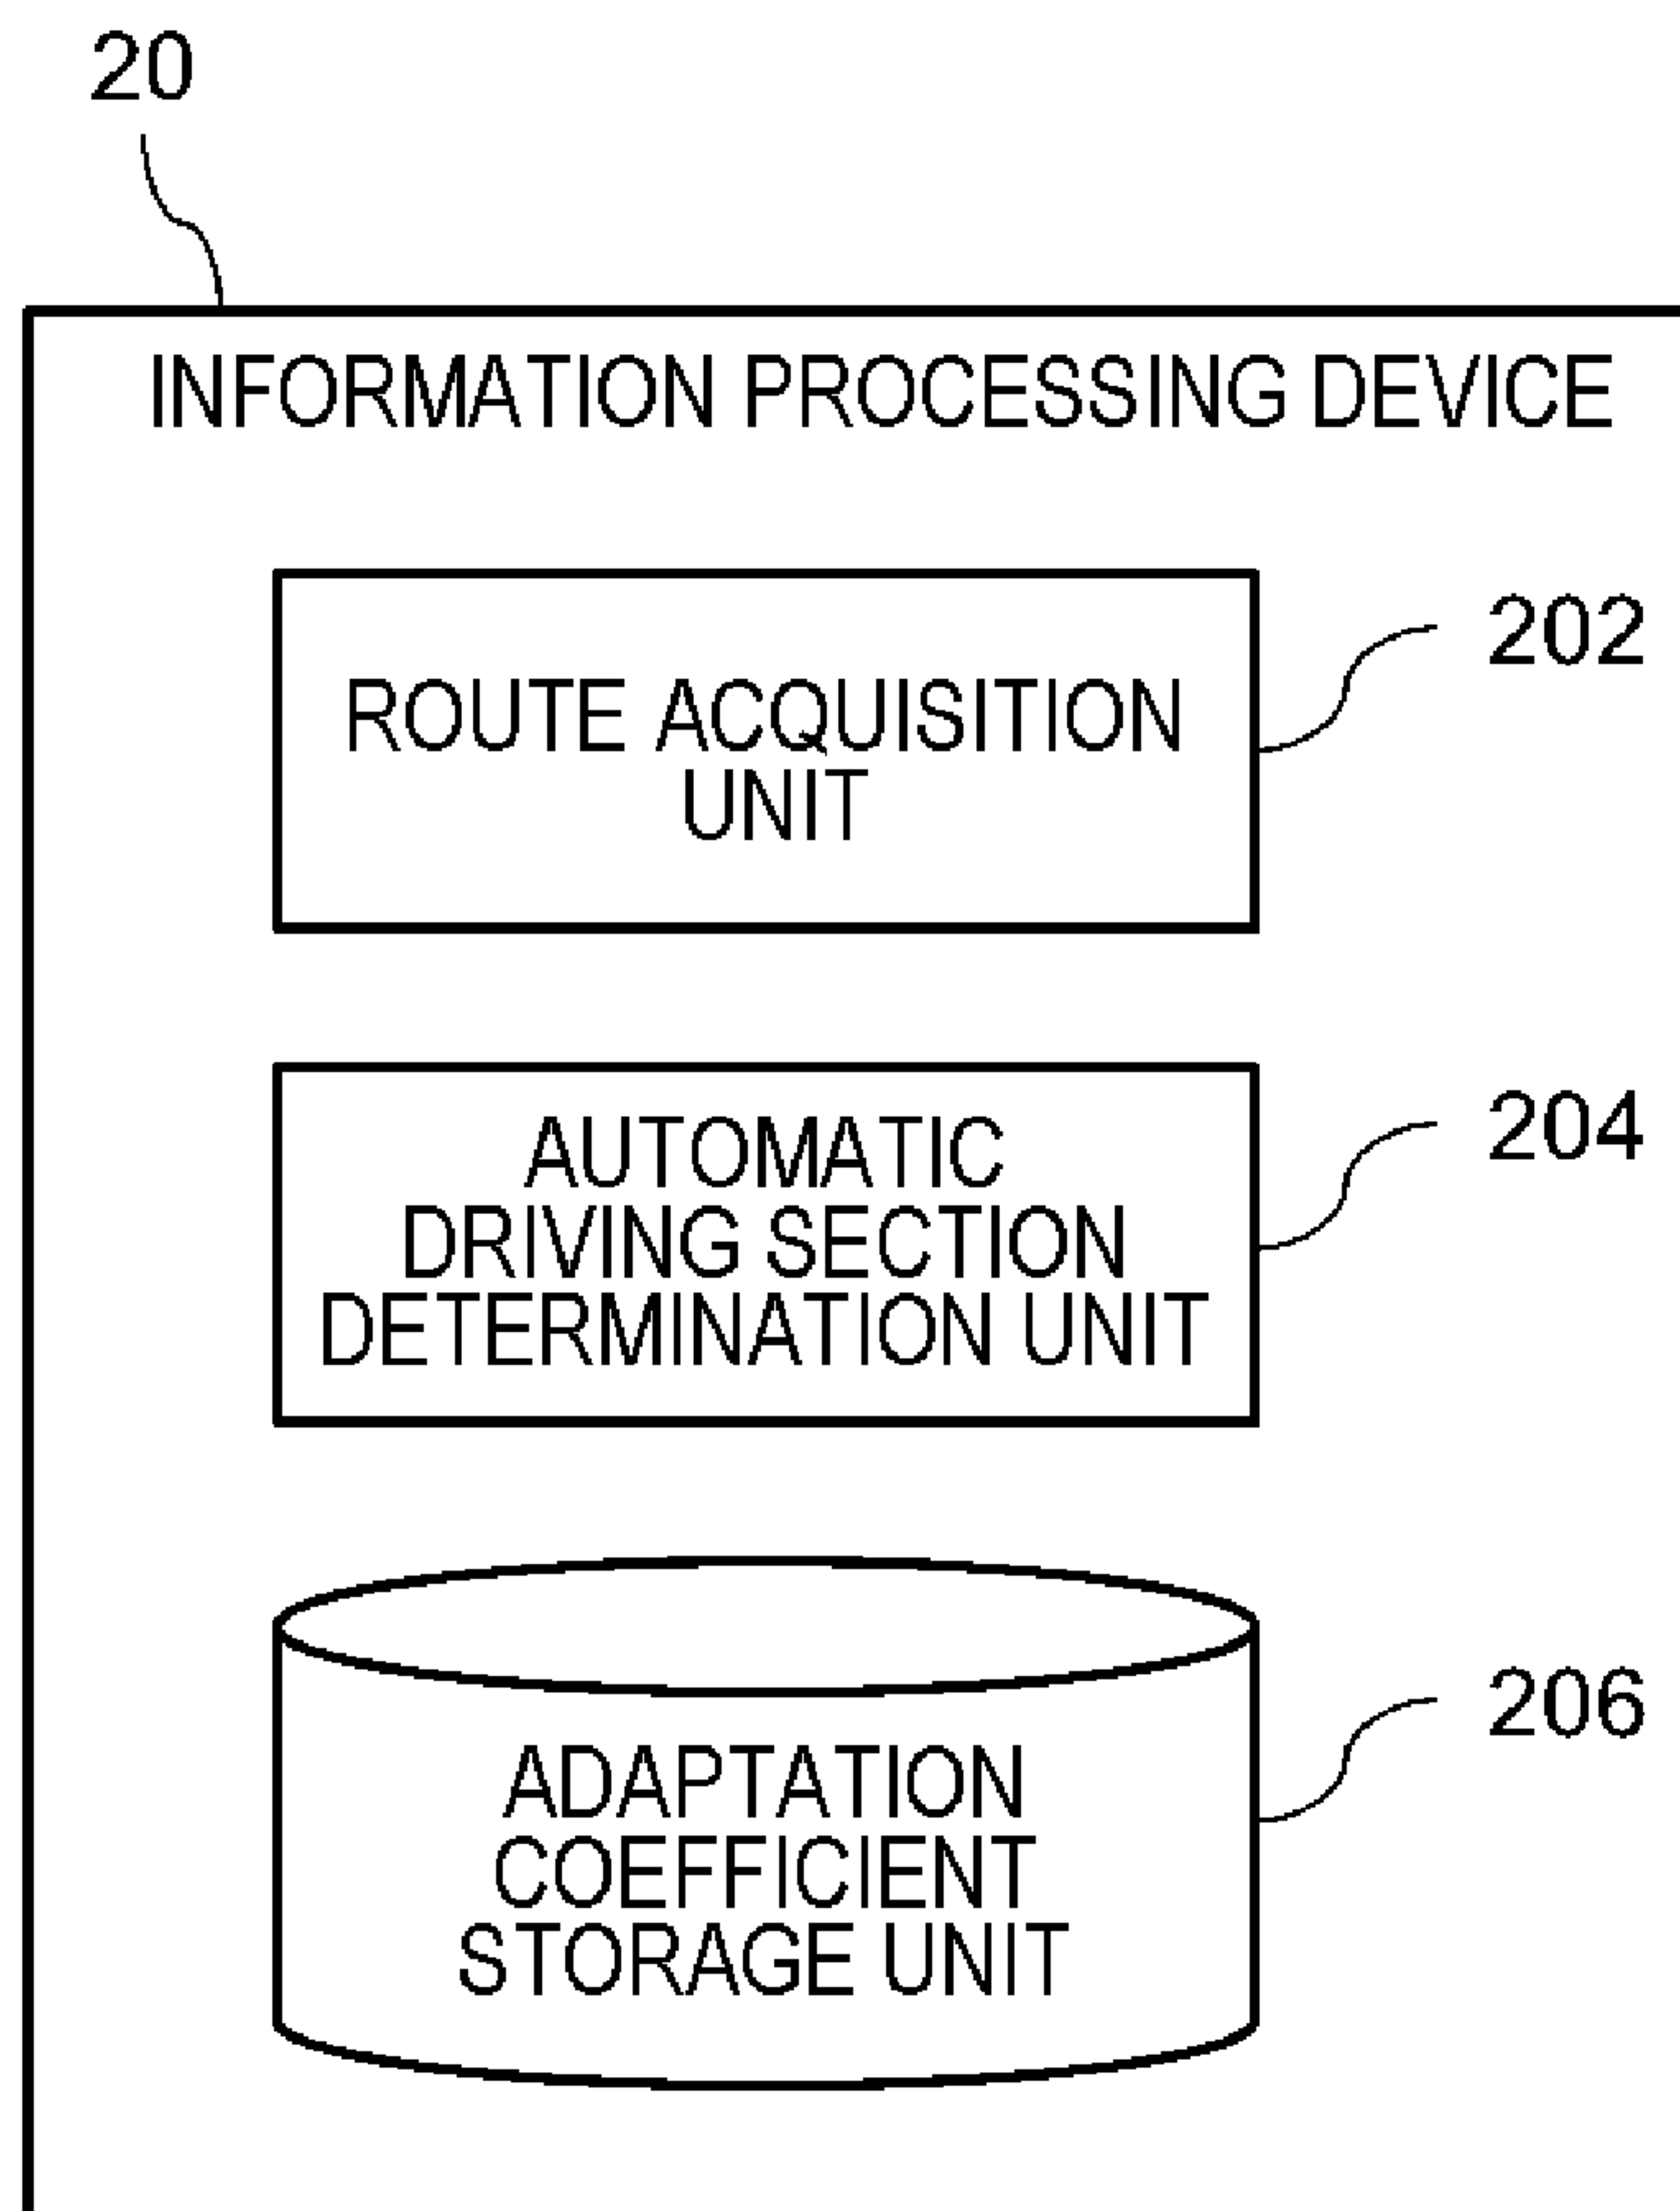 20
INFORMATION PROCESSING DEVICE
ROUTE ACQUISITION
UNIT
202
AUTOMATIC
DRIVING SECTION
DETERMINATION UNIT
204
ADAPTATION
COEFFICIENT
STORAGE UNIT
206